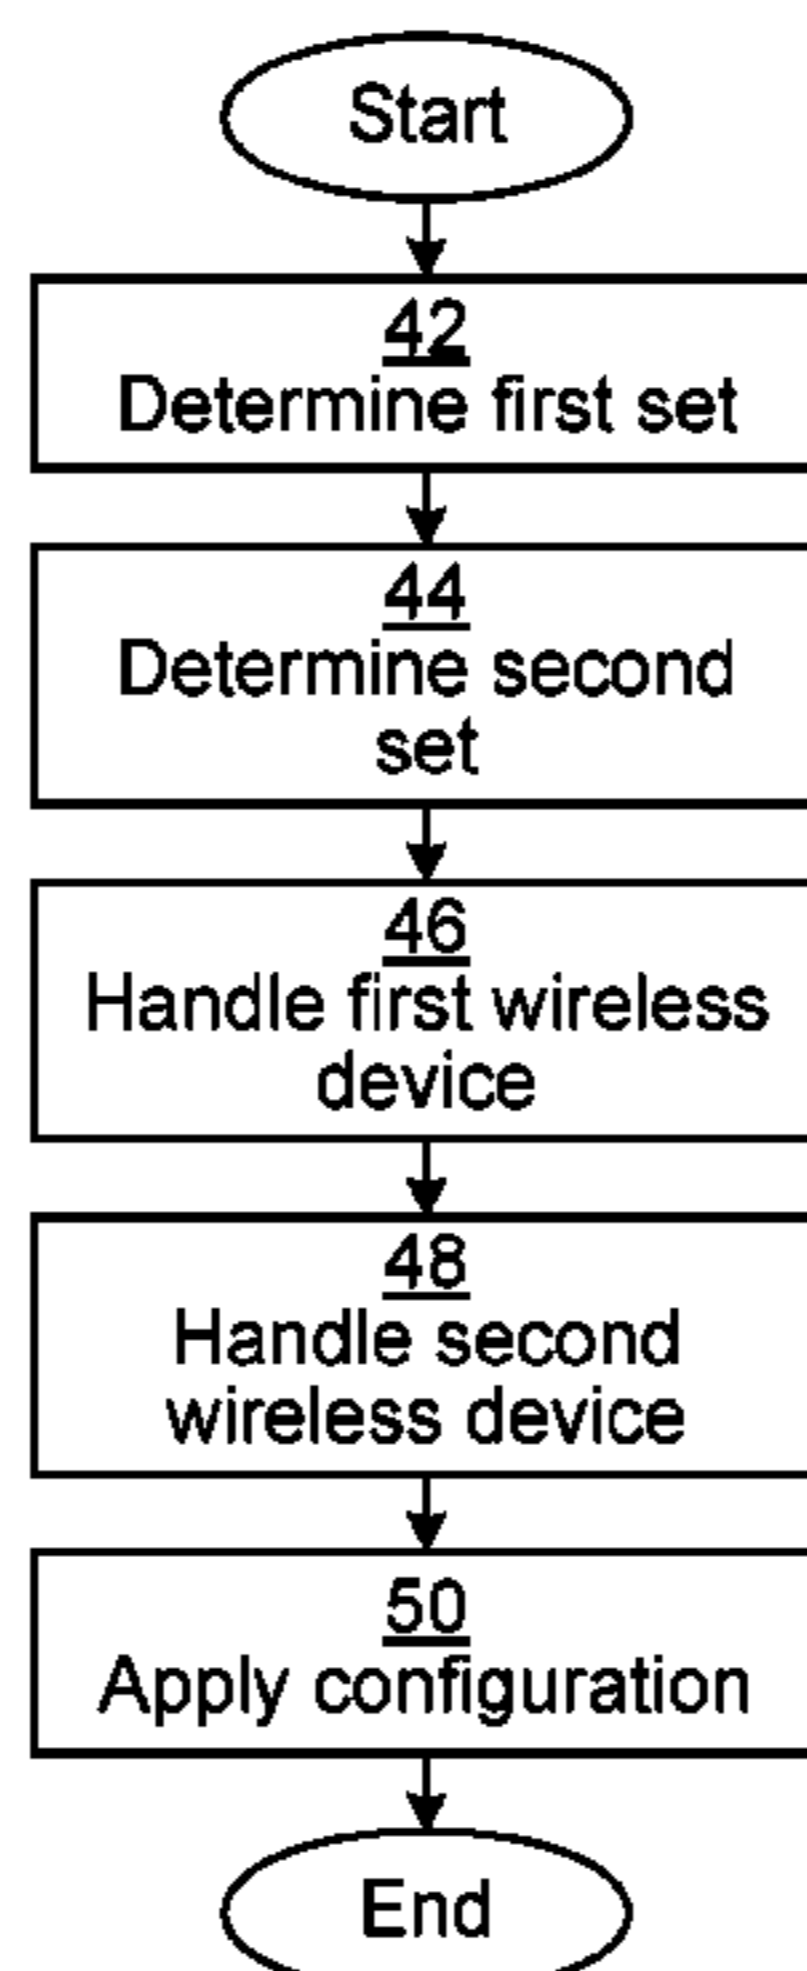 Start
42
Determine first set
44
Determine second
set
46
Handle first wireless
device
48
Handle second
wireless device
50
Apply configuration
End